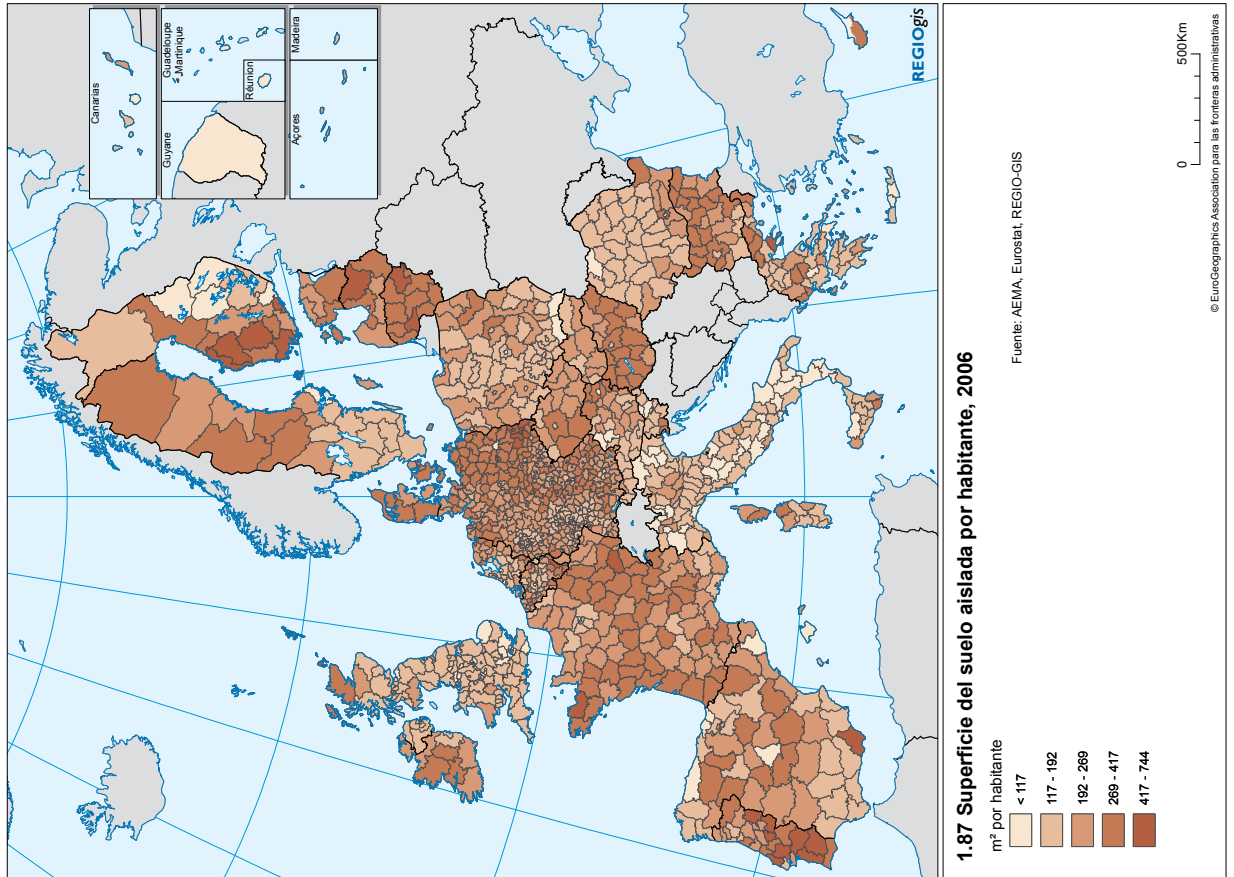 Canarias
Guyane
Guadeloupe
Martinique
Réunion
Açores
Madeira
REGIOgis
1.87 Superficie del suelo aislada por habitante, 2006
m² por habitante
< 117
117 - 192
192 - 269
269 - 417
417 - 744
Fuente: AEMA, Eurostat, REGIO-GIS
0 500Km
© EuroGeographics Association para las fronteras administrativas